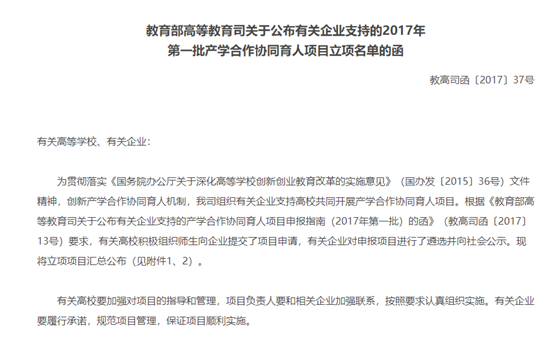 教育部高等教育司关于公布有关企业支持的2017年
第一批产学合作协同育人项目立项名单的函
教高司函〔2017〕37号
有关高等学校、有关企业：
为贯彻落实《国务院办公厅关于深化高等学校创新创业教育改革的实施意见》（国办发〔2015〕36号）文件
精神，创新产学合作协同育人机制，我司组织有关企业支持高校共同开展产学合作协同育人项目。根据《教育部高
等教育司关于公布有关企业支持的产学合作协同育人项目申报指南（2017年第一批）的函》（教高司函〔2017〕
13号）要求，有关高校积极组织师生向企业提交了项目申请，有关企业对申报项目进行了遴选并向社会公示。现
将立项项目汇总公布（见附件1、2）。
有关高校要加强对项目的指导和管理，项目负责人要和相关企业加强联系，按照要求认真组织实施。有关企业
要履行承诺，规范项目管理，保证项目顺利实施。